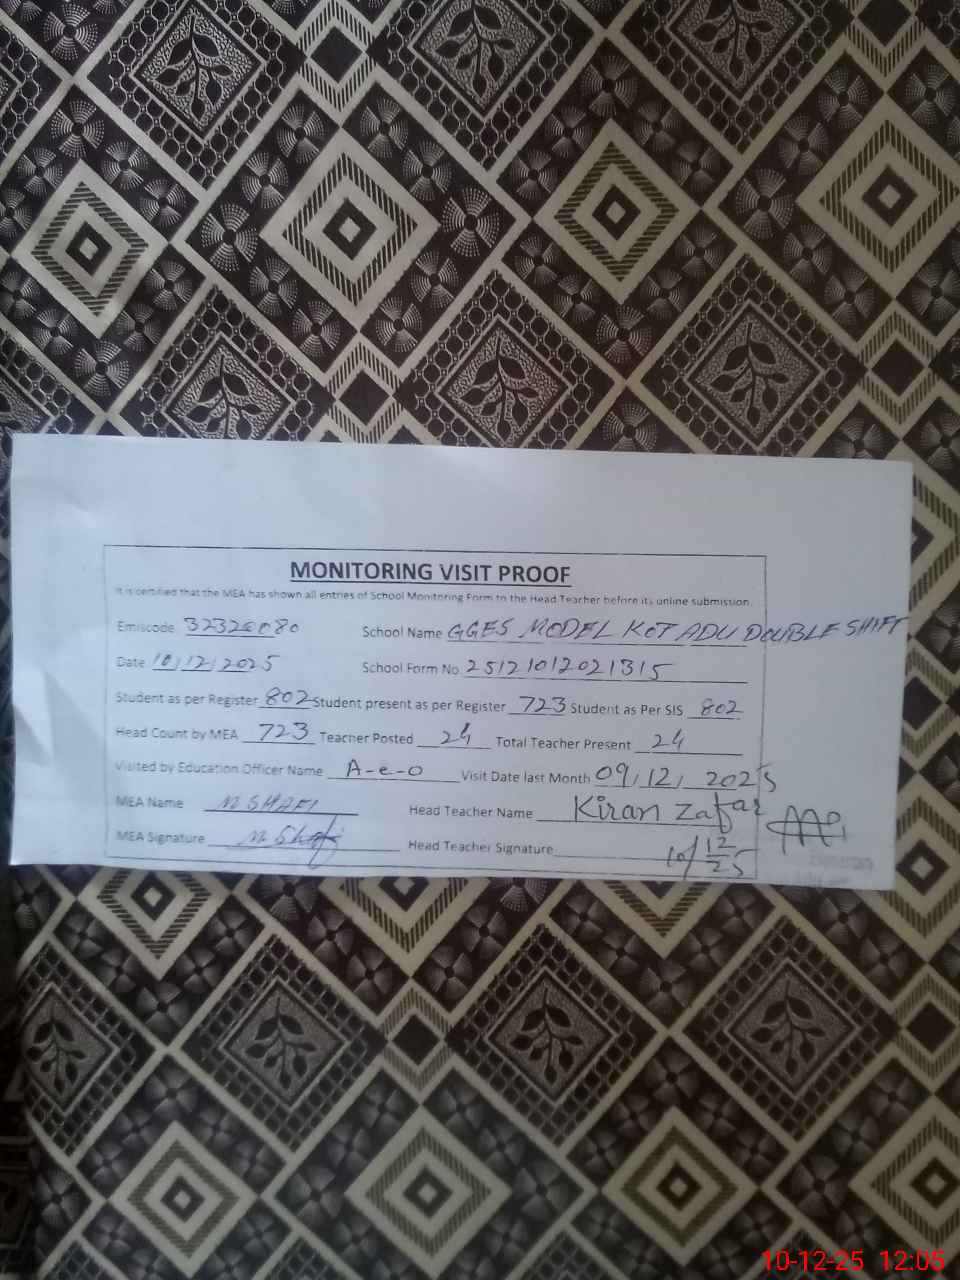 MONITORING VISIT PROOF
It is certified that the MEA has shown all entries of School Monitoring Form to the Head Teacher before its online submission.
Emiscode 32320080 School Name GGES MODEL KOT ADU DOUBLE SHIFT
Date 10/12/2025 School Form No 25121012021315
Student as per Register 802 Student present as per Register 723 Student as Per SIS 802
Head Count by MEA 723 Teacher Posted 24 Total Teacher Present 24
Visited by Education Officer Name A-e-o Visit Date last Month 09/12/2025
MEA Name M SHAFI Head Teacher Name Kiran Zafar
MEA Signature M Shafi Head Teacher Signature 10/12/25
10-12-25 12:05